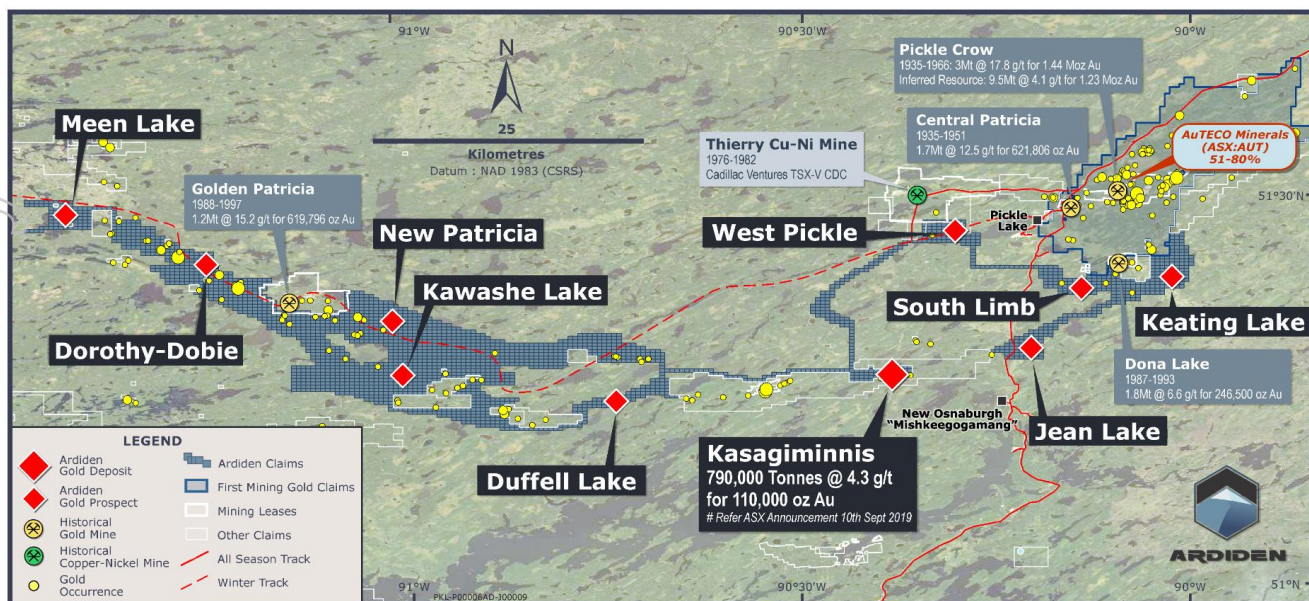 91°W
90°30'W
90°W
N
25
Kilometres
Datum : NAD 1983 (CSRS)
Meen Lake
Golden Patricia
1988-1997
1.2Mt @ 15.2 g/t for 619,796 oz Au
New Patricia
Kawashe Lake
Dorothy-Dobie
Duffell Lake
Thierry Cu-Ni Mine
1976-1982
Cadillac Ventures TSX-V CDC
Pickle Crow
1935-1966: 3Mt @ 17.8 g/t for 1.44 Moz Au
Inferred Resource: 9.5Mt @ 4.1 g/t for 1.23 Moz Au
Central Patricia
1935-1951
1.7Mt @ 12.5 g/t for 621,806 oz Au
AuTECO Minerals
(ASX:AUT)
51-80%
51°30'N
West Pickle
Pickle
Lake
South Limb
Keating Lake
Dona Lake
1987-1993
1.8Mt @ 6.6 g/t for 246,500 oz Au
Jean Lake
New Osnaburgh
"Mishkeegogamang"
Kasagiminnis
790,000 Tonnes @ 4.3 g/t
for 110,000 oz Au
# Refer ASX Announcement 10th Sept 2019
LEGEND
Ardiden
Gold Deposit
Ardiden
Gold Prospect
Historical
Gold Mine
Historical
Copper-Nickel Mine
Gold
Occurrence
Ardiden Claims
First Mining Gold Claims
Mining Leases
Other Claims
All Season Track
Winter Track
PKL-P00006AD-J00009
91°W
90°30'W
90°W
51°N
ARDIDEN